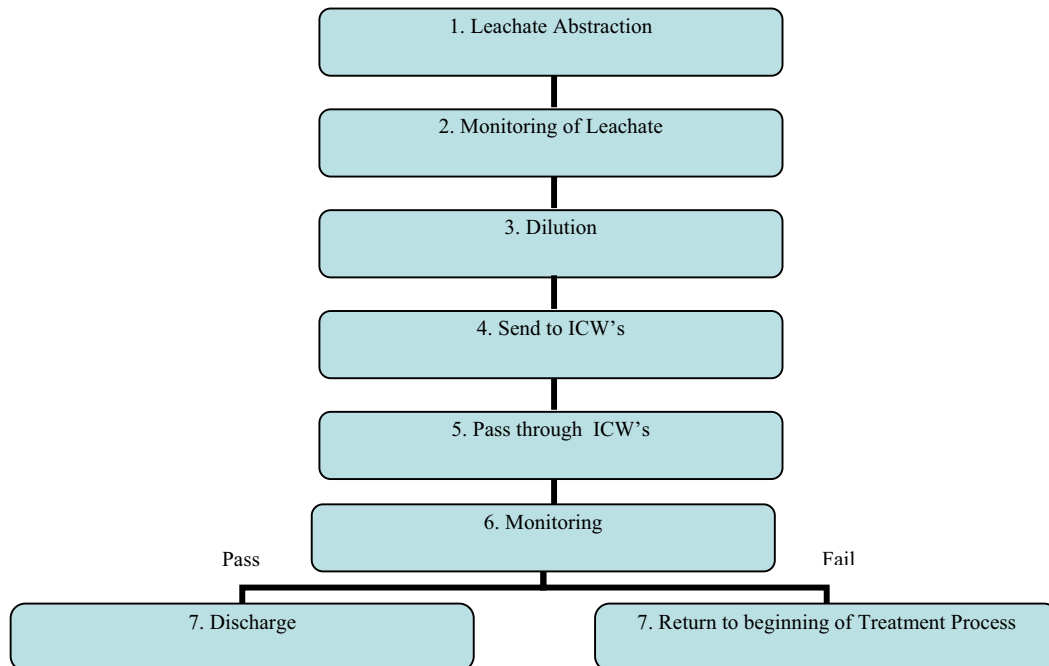 1. Leachate Abstraction
2. Monitoring of Leachate
3. Dilution
4. Send to ICW's
5. Pass through ICW's
6. Monitoring
Pass
Fail
7. Discharge
7. Return to beginning of Treatment Process